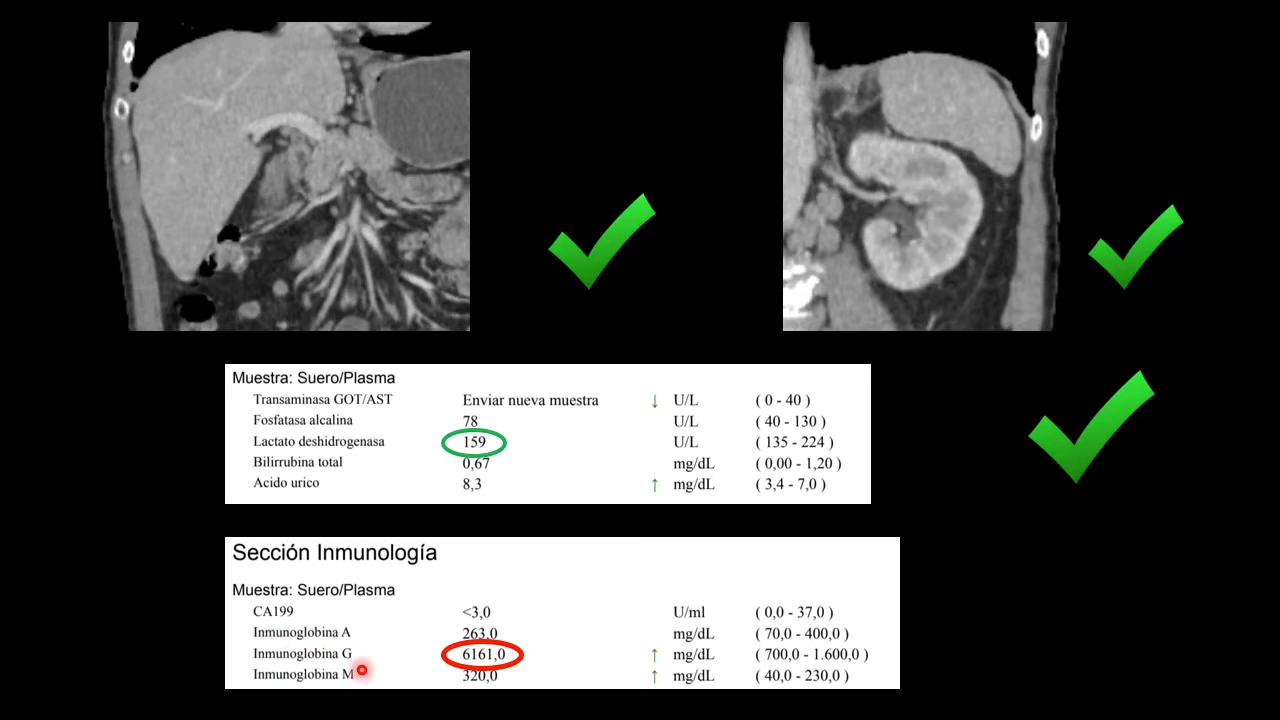 Muestra: Suero/Plasma
Transaminasa GOT/AST Enviar nueva muestra ↓ U/L ( 0 - 40 )
Fosfatasa alcalina 78 U/L ( 40 - 130 )
Lactato deshidrogenasa 159 U/L ( 135 - 224 )
Bilirrubina total 0,67 mg/dL ( 0,00 - 1,20 )
Acido urico 8,3 ↑ mg/dL ( 3,4 - 7,0 )
Sección Inmunología
Muestra: Suero/Plasma
CA199 <3,0 U/ml ( 0,0 - 37,0 )
Inmunoglobina A 263,0 mg/dL ( 70,0 - 400,0 )
Inmunoglobina G 6161,0 ↑ mg/dL ( 700,0 - 1.600,0 )
Inmunoglobina M 320,0 ↑ mg/dL ( 40,0 - 230,0 )